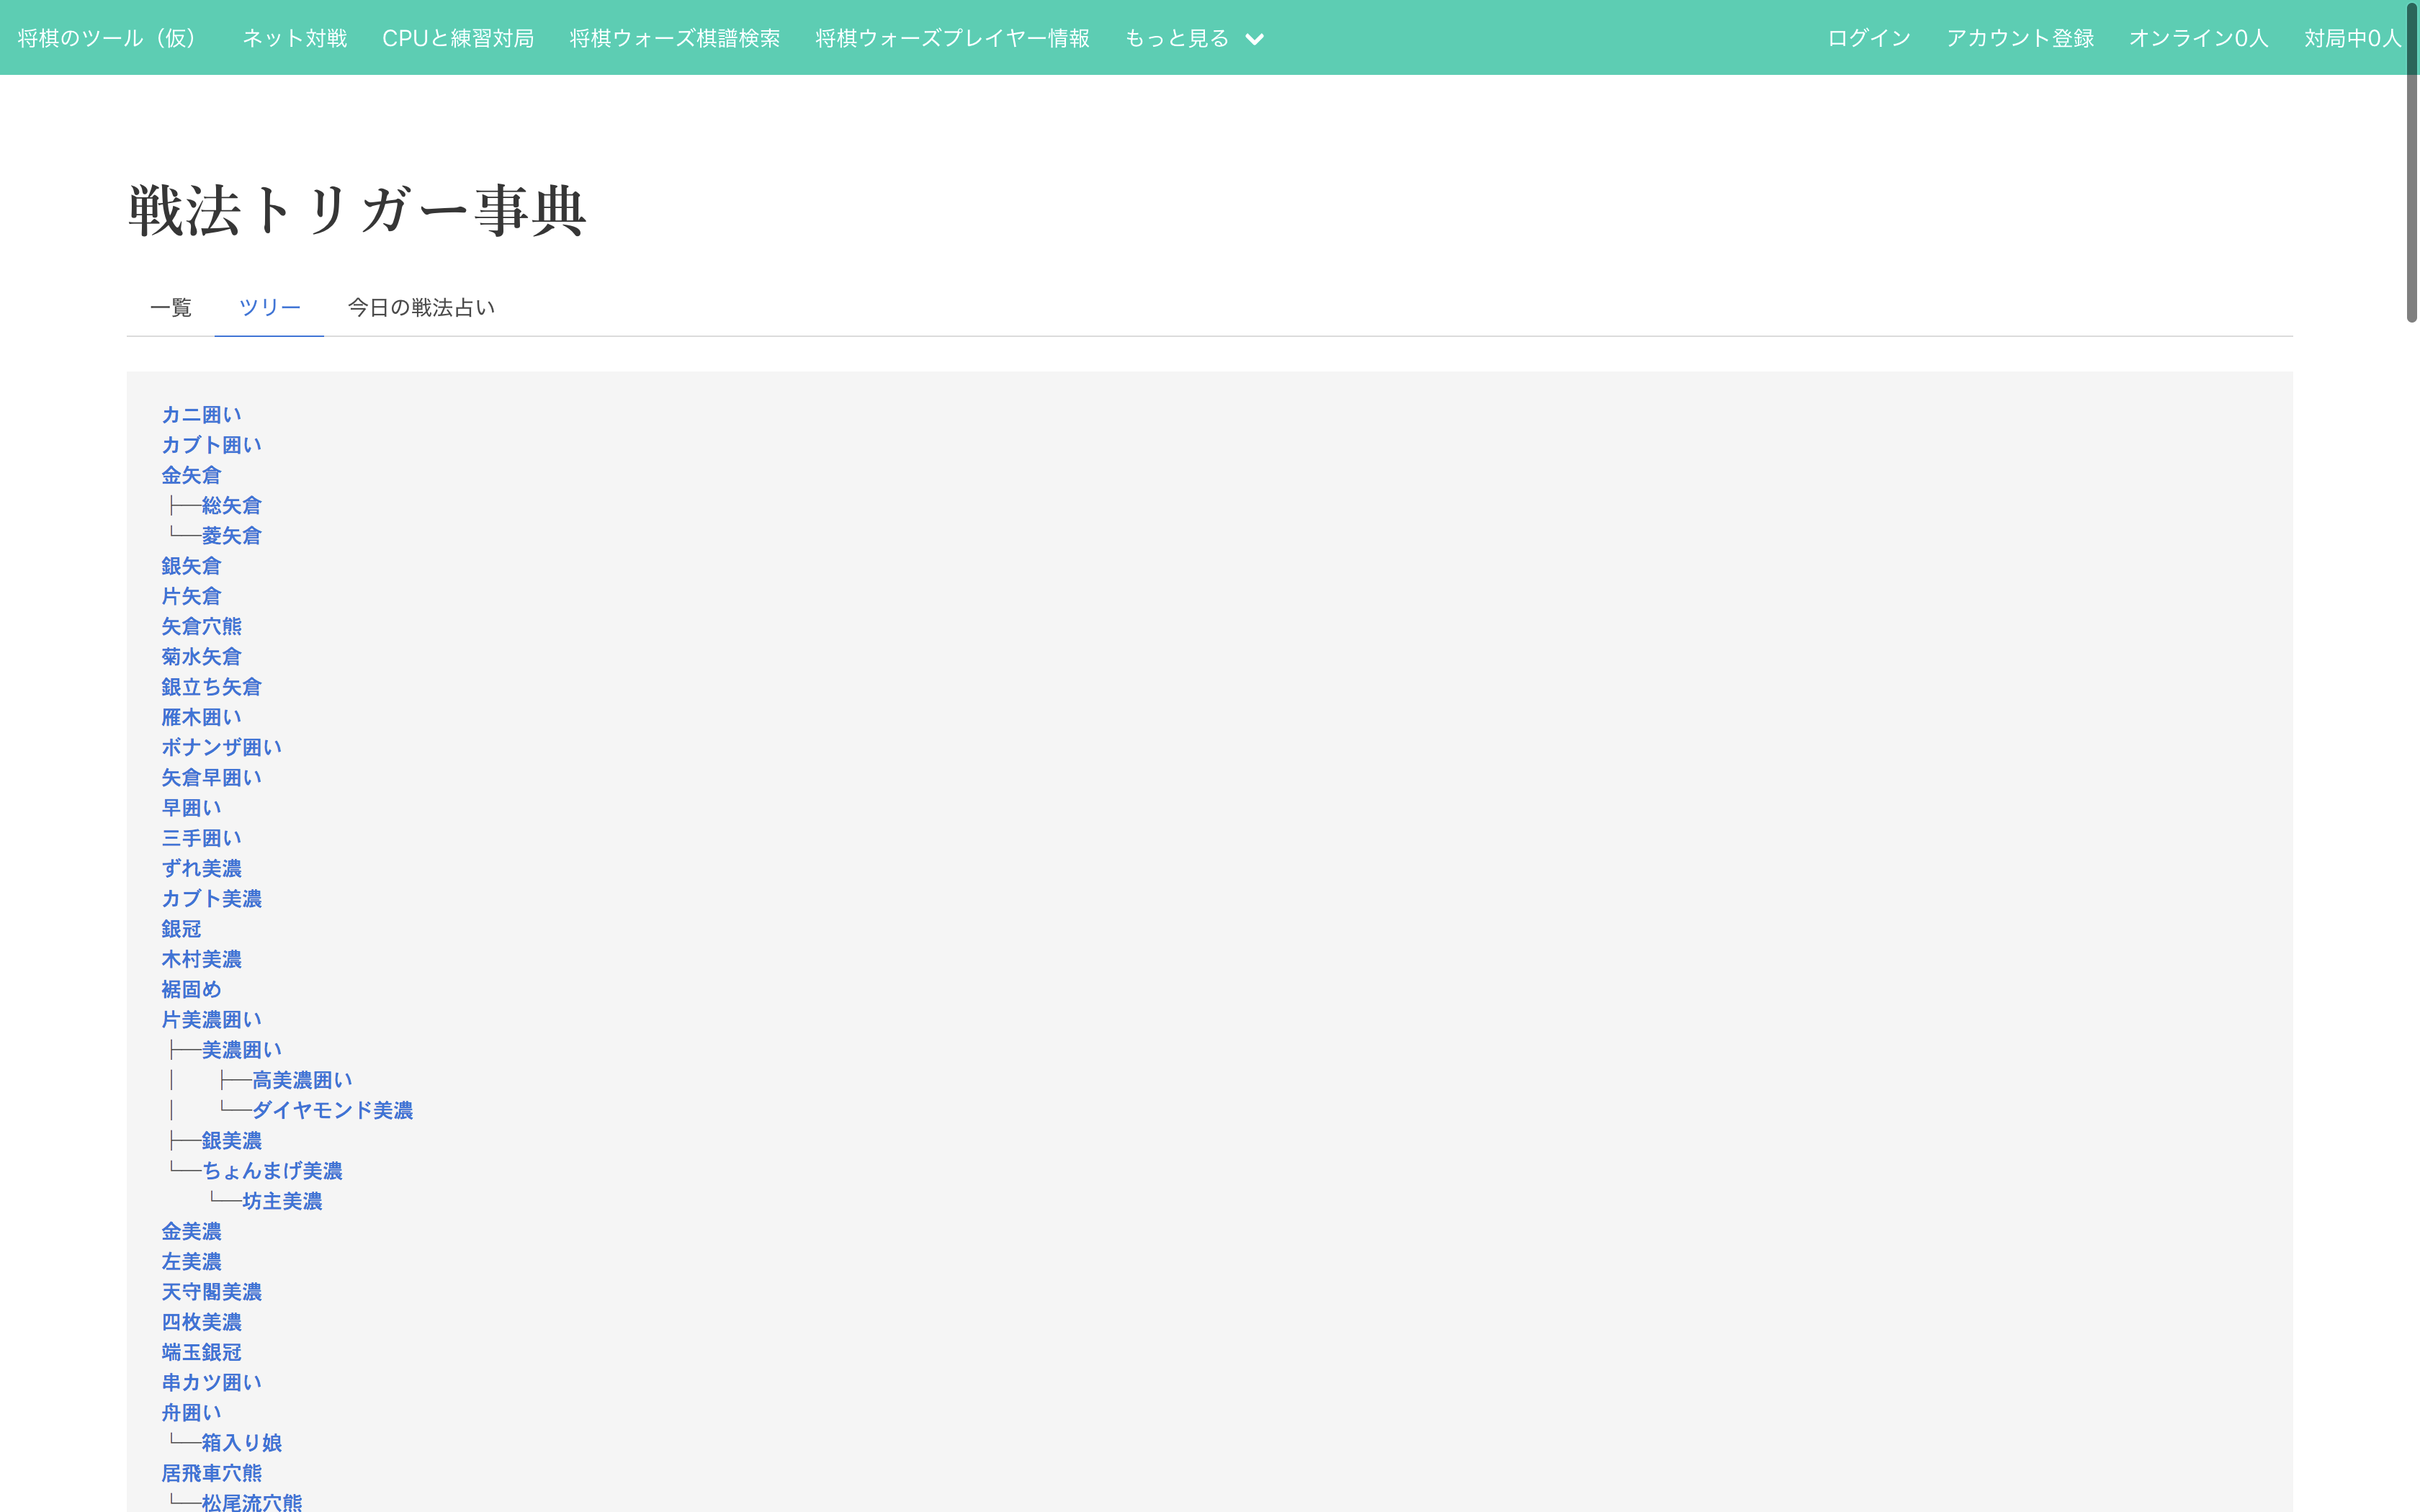 将棋のツール（仮） ネット対戦 CPUと練習対局 将棋ウォーズ棋譜検索 将棋ウォーズプレイヤー情報 もっと見る ログイン アカウント登録 オンライン0人 対局中0人
戦法トリガー事典
一覧 ツリー 今日の戦法占い
カニ囲い
カブト囲い
金矢倉
├─総矢倉
└─菱矢倉
銀矢倉
片矢倉
矢倉穴熊
菊水矢倉
銀立ち矢倉
雁木囲い
ボナンザ囲い
矢倉早囲い
早囲い
三手囲い
ずれ美濃
カブト美濃
銀冠
木村美濃
裾固め
片美濃囲い
├─美濃囲い
│ ├─高美濃囲い
│ └─ダイヤモンド美濃
├─銀美濃
└─ちょんまげ美濃
└─坊主美濃
金美濃
左美濃
天守閣美濃
四枚美濃
端玉銀冠
串カツ囲い
舟囲い
└─箱入り娘
居飛車穴熊
└─松尾流穴熊